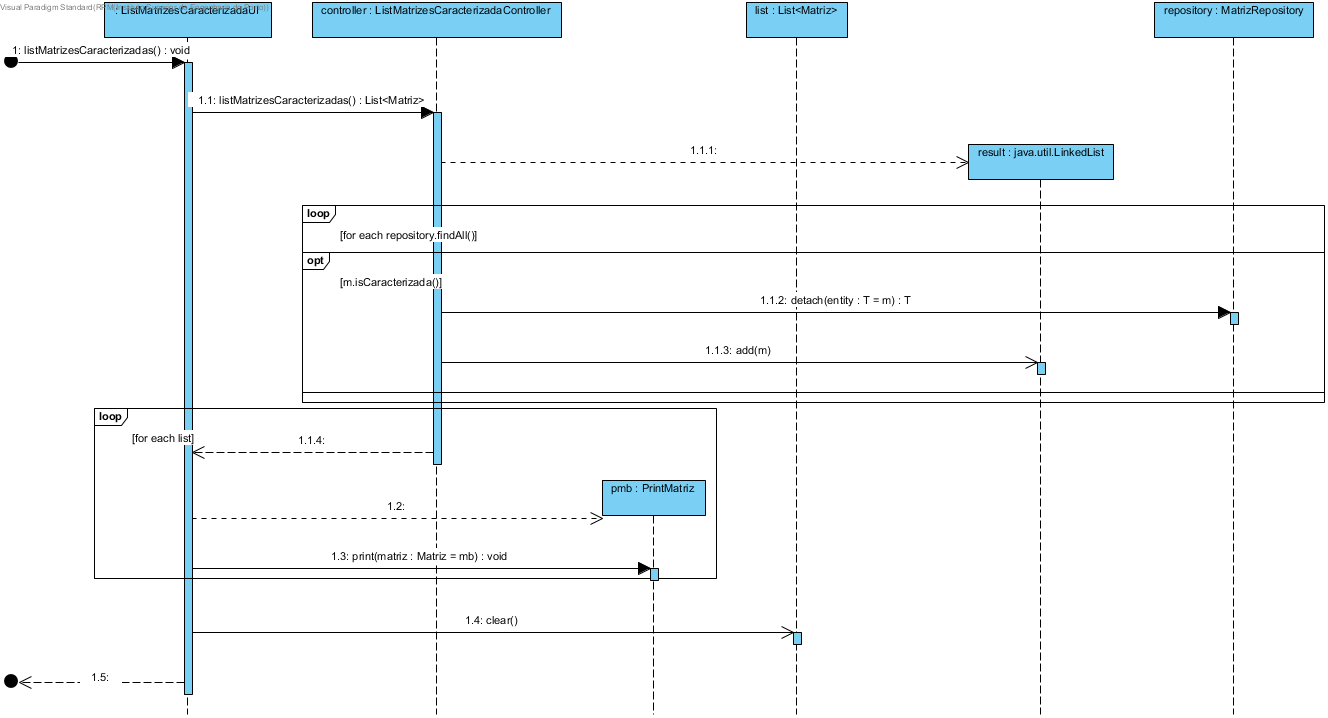 Visual Paradigm Standard(
: ListMatrizesCaracterizadaUI
controller : ListMatrizesCaracterizadaController
list : List<Matriz>
repository : MatrizRepository
1: listMatrizesCaracterizadas() : void
1.1: listMatrizesCaracterizadas() : List<Matriz>
1.1.1:
result : java.util.LinkedList
loop
[for each repository.findAll()]
opt
[m.isCaracterizada()]
1.1.2: detach(entity : T = m) : T
1.1.3: add(m)
loop
[for each list]
1.1.4:
pmb : PrintMatriz
1.2:
1.3: print(matriz : Matriz = mb) : void
1.4: clear()
1.5: